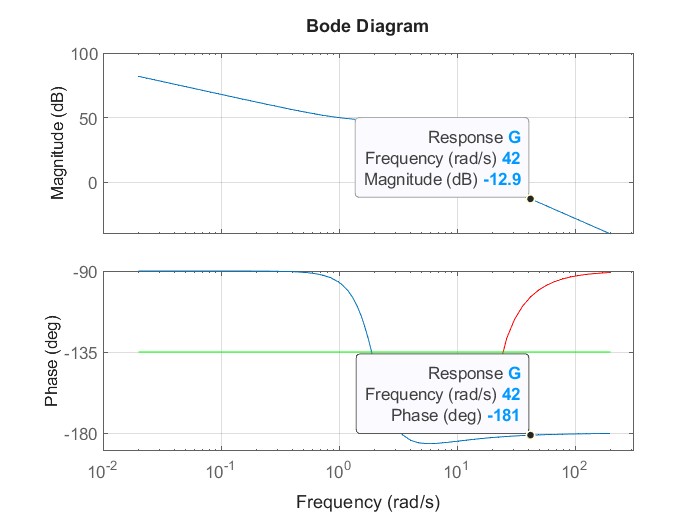 Bode Diagram
100
50
0
Magnitude (dB)
Response G
Frequency (rad/s) 42
Magnitude (dB) -12.9
-90
-135
-180
Phase (deg)
Response G
Frequency (rad/s) 42
Phase (deg) -181
10-2
10-1
100
101
102
Frequency (rad/s)